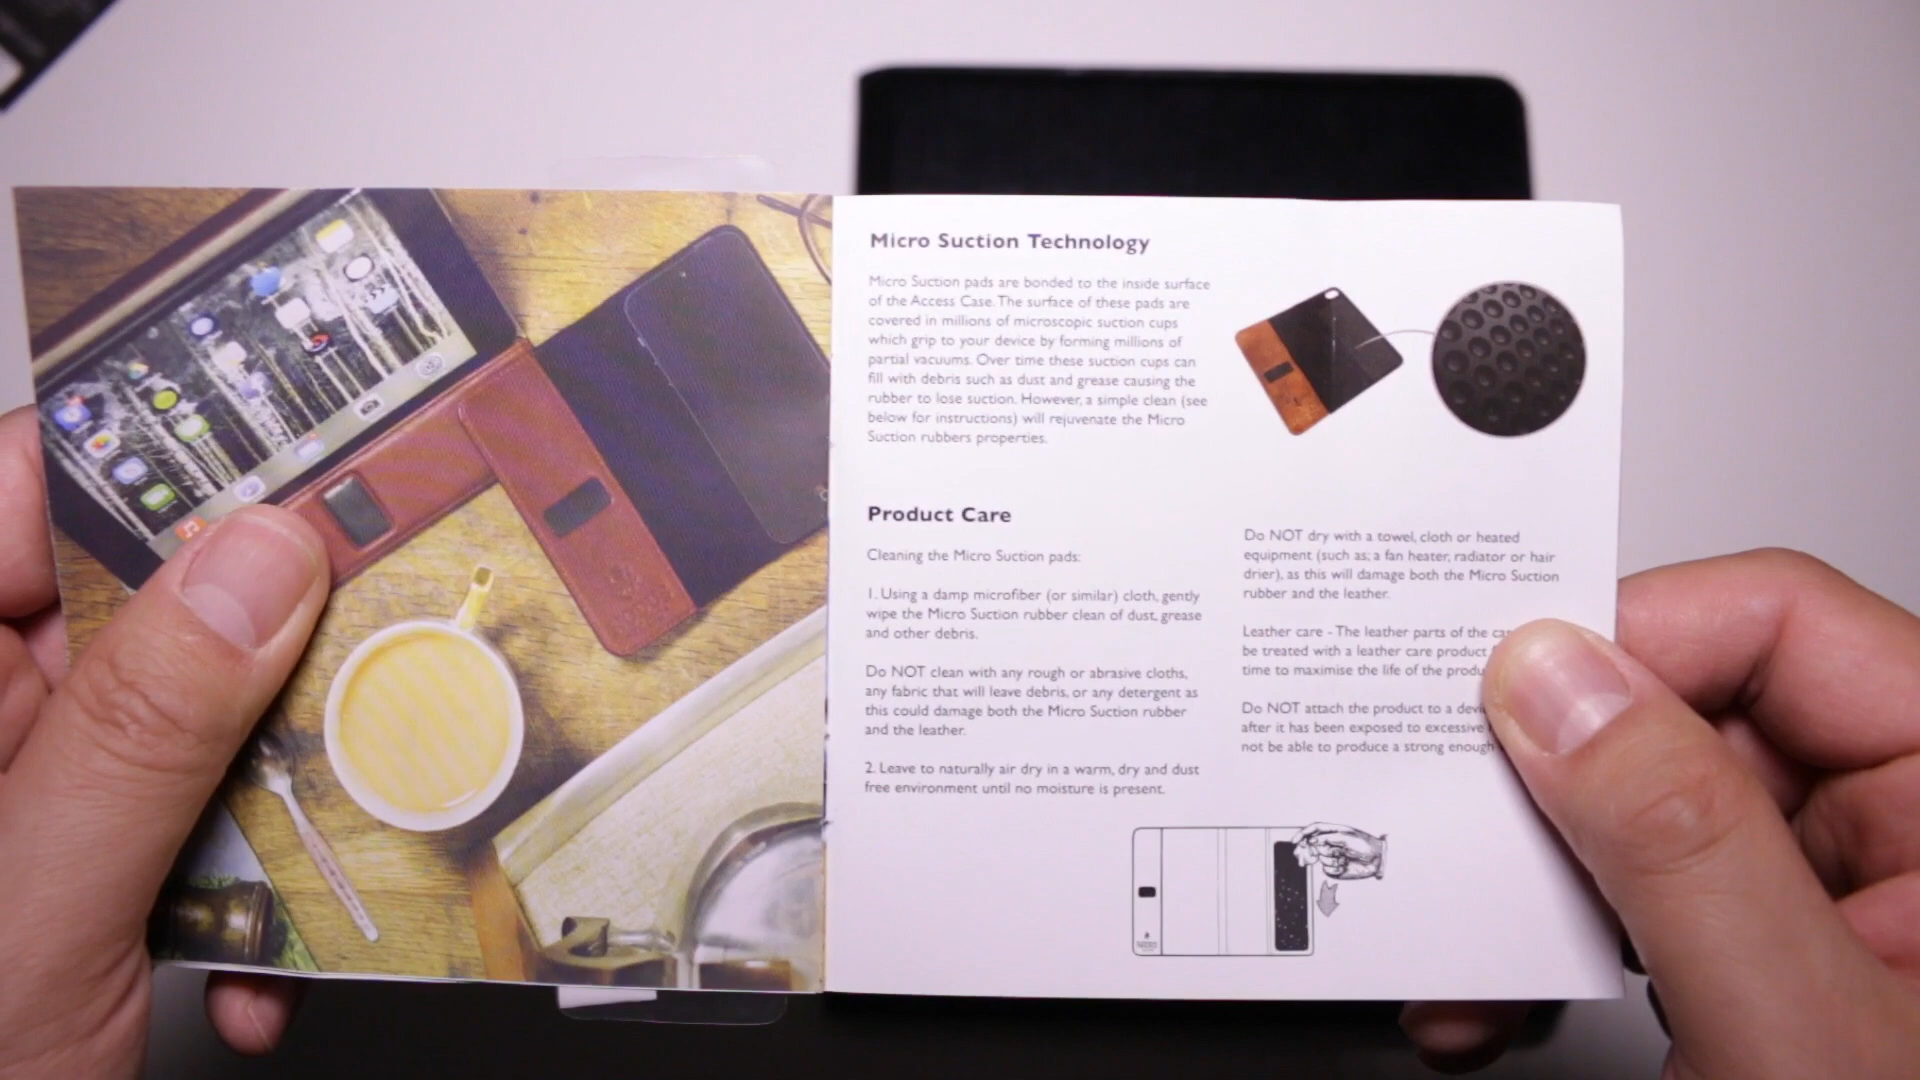 Micro Suction Technology
Micro Suction pads are bonded to the inside surface
of the Access Case. The surface of these pads are
covered in millions of microscopic suction cups
which grip to your device by forming millions of
partial vacuums. Over time these suction cups can
fill with debris such as dust and grease causing the
rubber to lose suction. However, a simple clean (see
below for instructions) will rejuvenate the Micro
Suction rubbers properties.
Product Care
Cleaning the Micro Suction pads:
1. Using a damp microfiber (or similar) cloth, gently
wipe the Micro Suction rubber clean of dust, grease
and other debris.
Do NOT clean with any rough or abrasive cloths,
any fabric that will leave debris, or any detergent as
this could damage both the Micro Suction rubber
and the leather.
2. Leave to naturally air dry in a warm, dry and dust
free environment until no moisture is present.
Do NOT dry with a towel, cloth or heated
equipment (such as; a fan heater, radiator or hair
drier), as this will damage both the Micro Suction
rubber and the leather.
Leather care - The leather parts of the
be treated with a leather care product
time to maximise the life of the
Do NOT attach the product to a
after it has been exposed to excessive
not be able to produce a strong enough